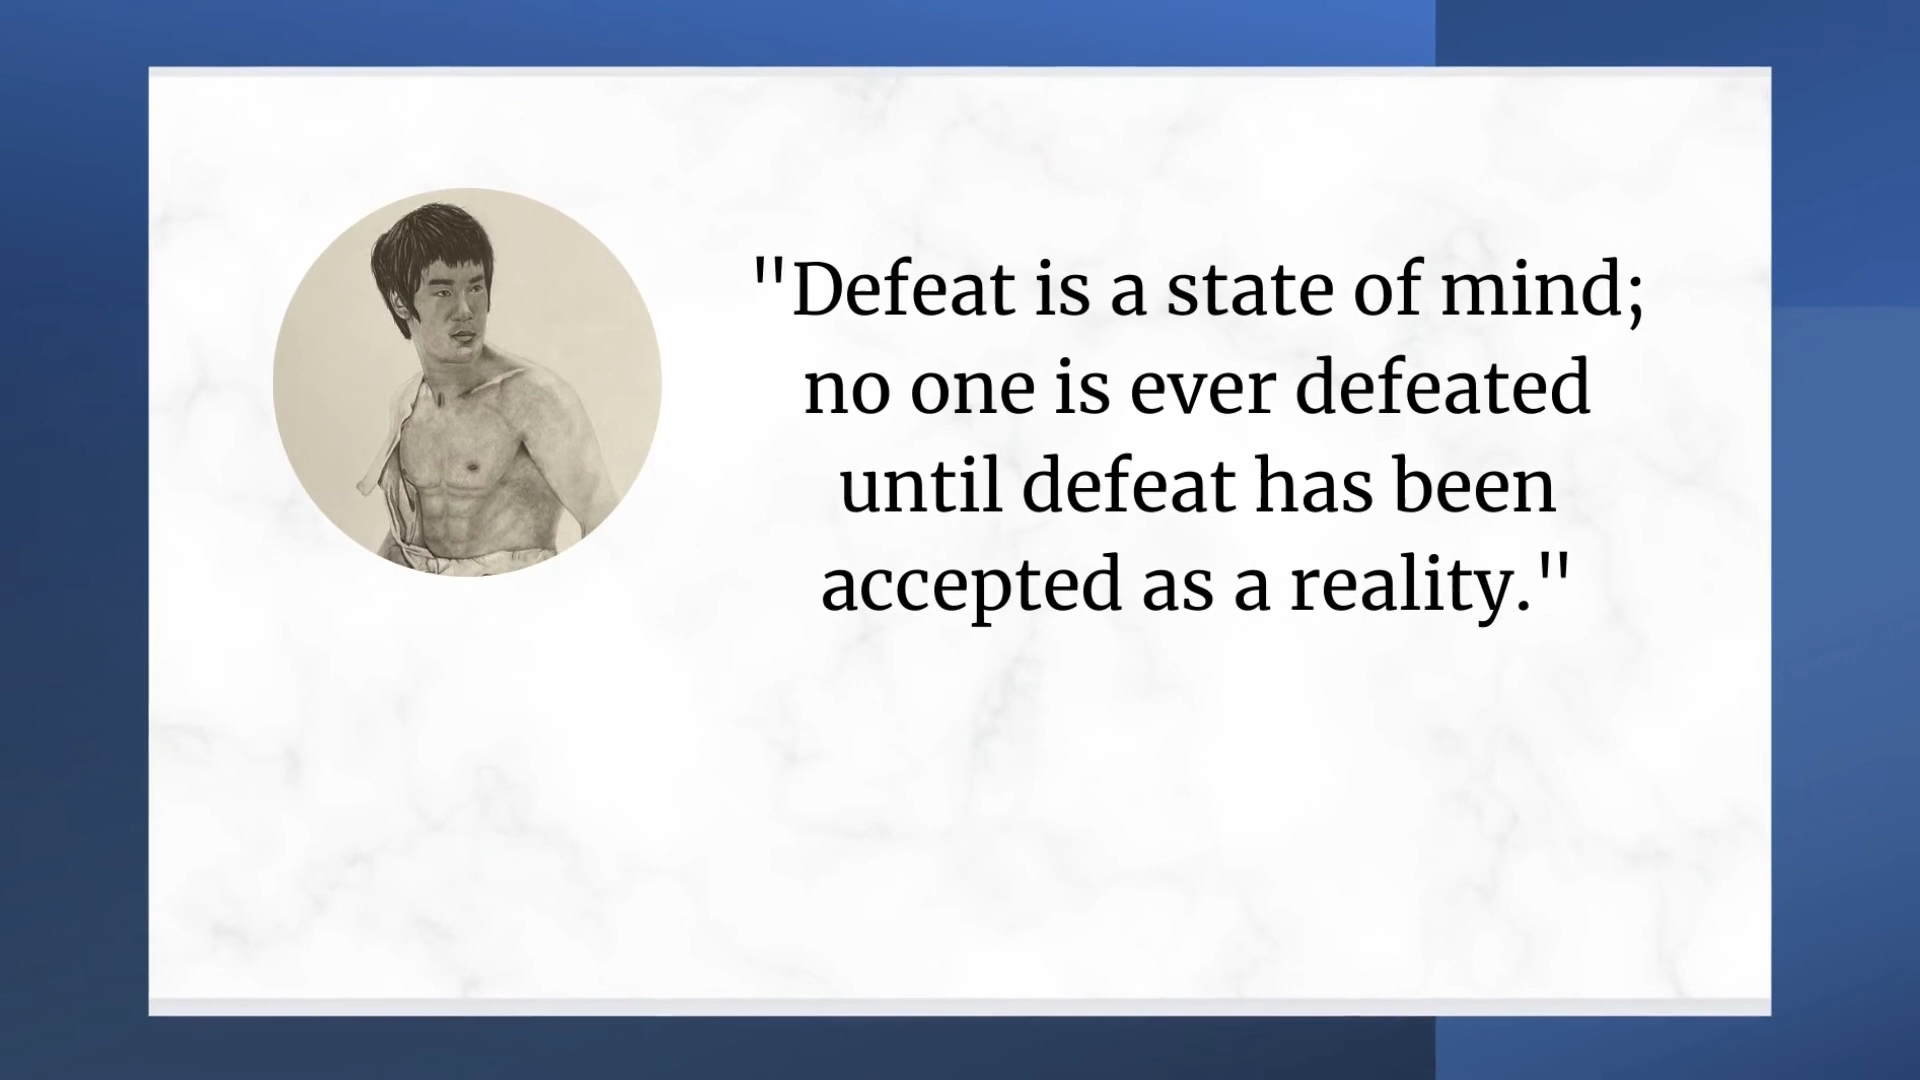 "Defeat is a state of mind;
no one is ever defeated
until defeat has been
accepted as a reality."